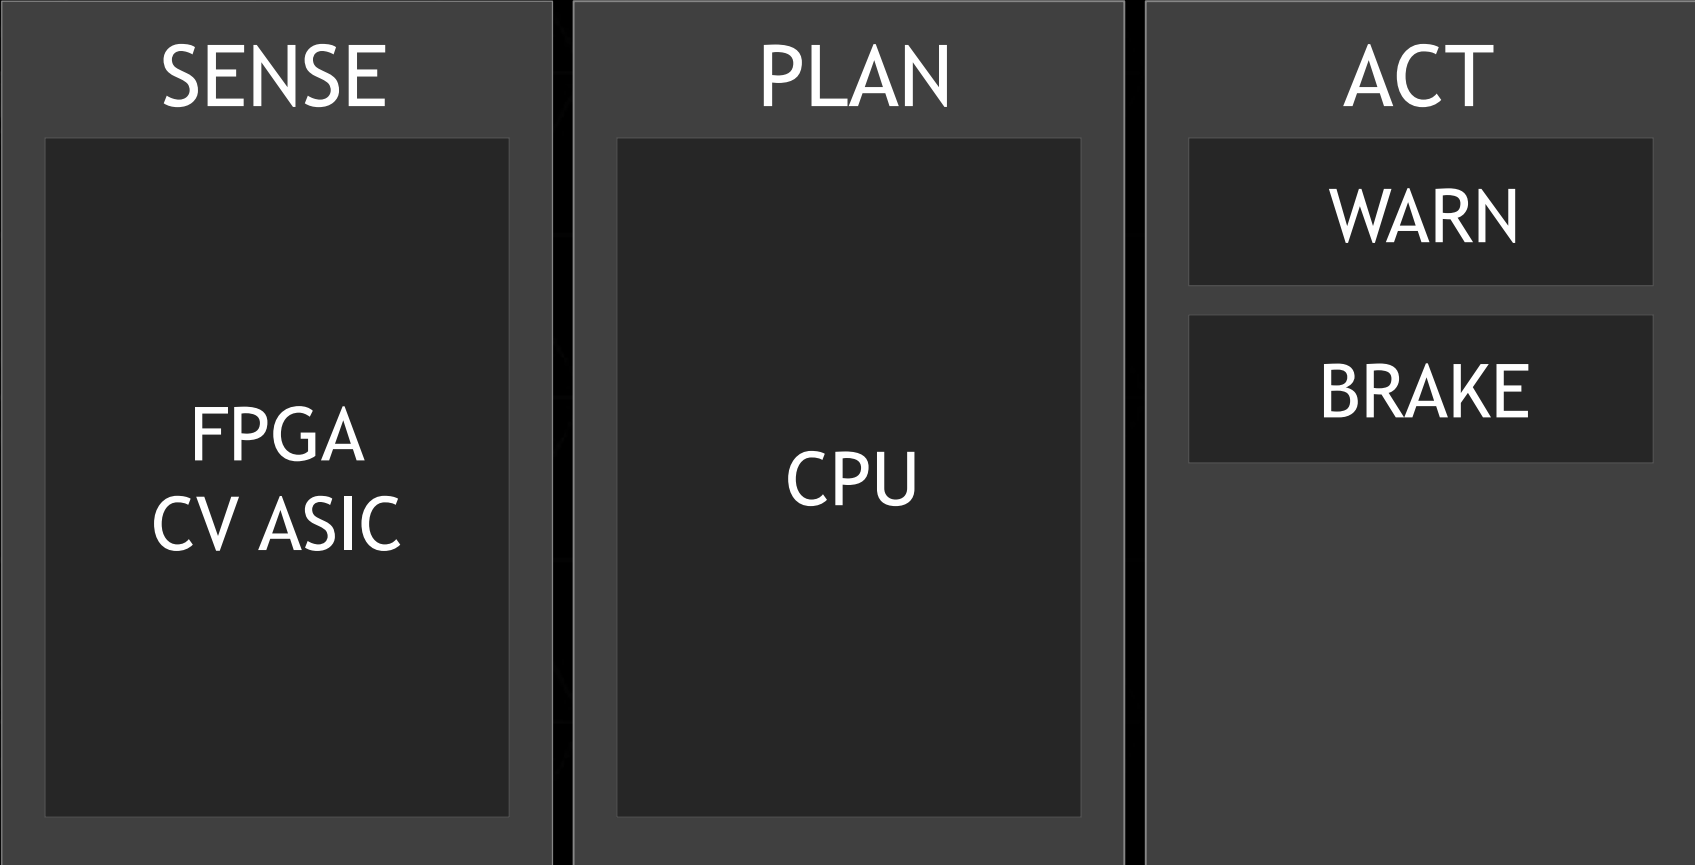 SENSE
FPGA
CV ASIC
PLAN
CPU
ACT
WARN
BRAKE